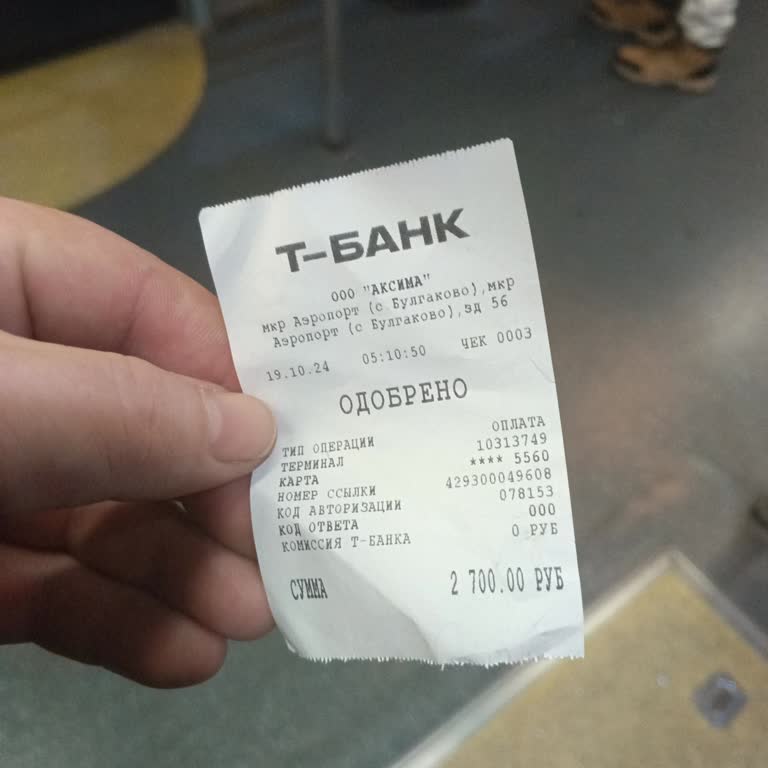 Т-БАНК
ООО "АКСИМА"
мкр Аэропорт (с Булгаково),мкр
Аэропорт (с Булгаково),зд 56
19.10.24 05:10:50 ЧЕК 0003
ОДОБРЕНО
ТИП ОПЕРАЦИИ ОПЛАТА
ТЕРМИНАЛ 10313749
КАРТА **** 5560
НОМЕР ССЫЛКИ 429300049608
КОД АВТОРИЗАЦИИ 078153
КОД ОТВЕТА 000
КОМИССИЯ Т-БАНКА 0 РУБ
СУММА 2 700.00 РУБ